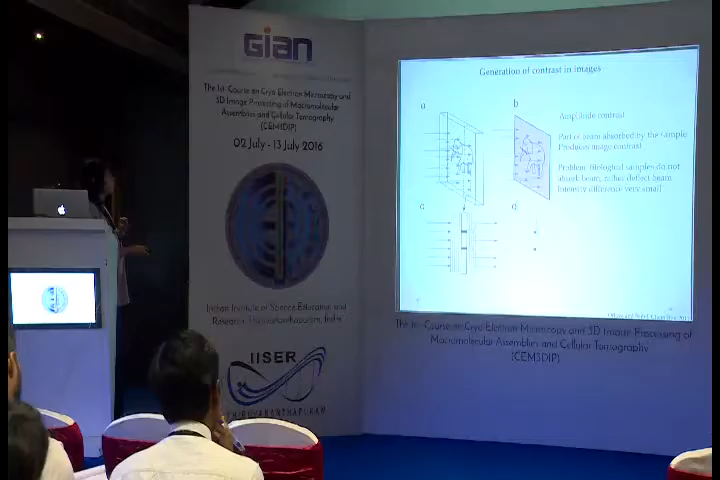 GiAN
The 1st Course on Cryo Electron Microscopy and
3D Image Processing of Macromolecular
Assemblies and Cellular Tomography
(CEM3DIP)
02 July - 13 July 2016
Indian Institute of Science Education and
Research Thiruvananthapuram, India
IISER
THIRUVANANTHAPURAM
Generation of contrast in images
a
b
Amplitude contrast
Part of beam absorbed by the sample
Produces image contrast
Problem: Biological samples do not
absorb beam, rather deflect beam
Intensity difference very small
c
d
The 1st Course on Cryo Electron Microscopy and 3D Image Processing of
Macromolecular Assemblies and Cellular Tomography
(CEM3DIP)